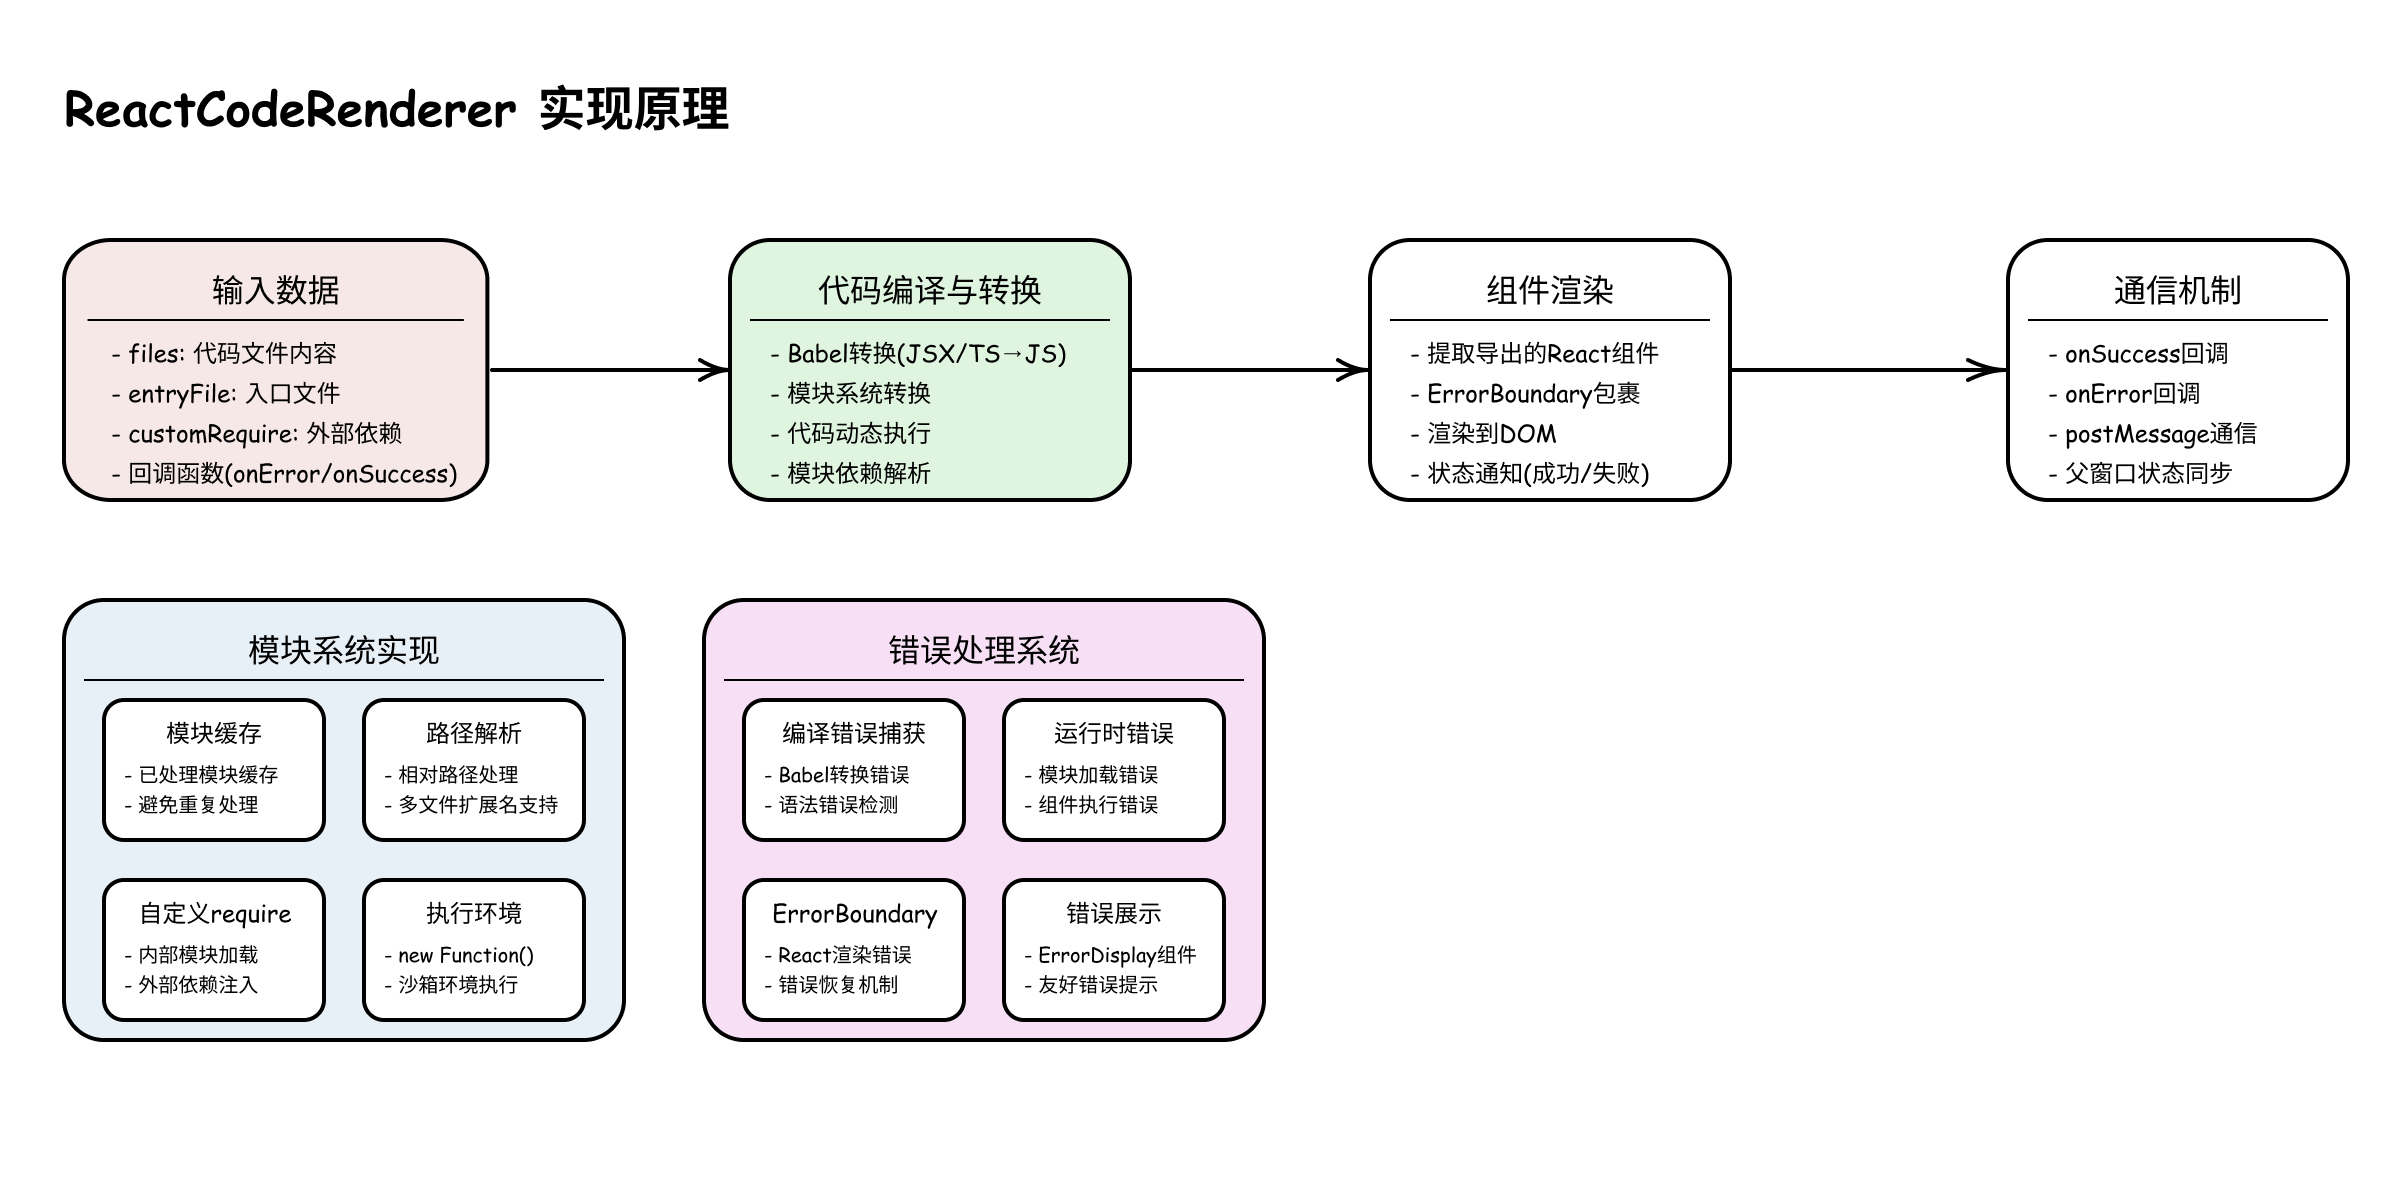 ReactCodeRenderer 实现原理
输入数据
- files: 代码文件内容
- entryFile: 入口文件
- customRequire: 外部依赖
- 回调函数(onError/onSuccess)
代码编译与转换
- Babel转换(JSX/TS→JS)
- 模块系统转换
- 代码动态执行
- 模块依赖解析
组件渲染
- 提取导出的React组件
- ErrorBoundary包裹
- 渲染到DOM
- 状态通知(成功/失败)
通信机制
- onSuccess回调
- onError回调
- postMessage通信
- 父窗口状态同步
模块系统实现
模块缓存
- 已处理模块缓存
- 避免重复处理
路径解析
- 相对路径处理
- 多文件扩展名支持
自定义require
- 内部模块加载
- 外部依赖注入
执行环境
- new Function()
- 沙箱环境执行
错误处理系统
编译错误捕获
- Babel转换错误
- 语法错误检测
运行时错误
- 模块加载错误
- 组件执行错误
ErrorBoundary
- React渲染错误
- 错误恢复机制
错误展示
- ErrorDisplay组件
- 友好错误提示